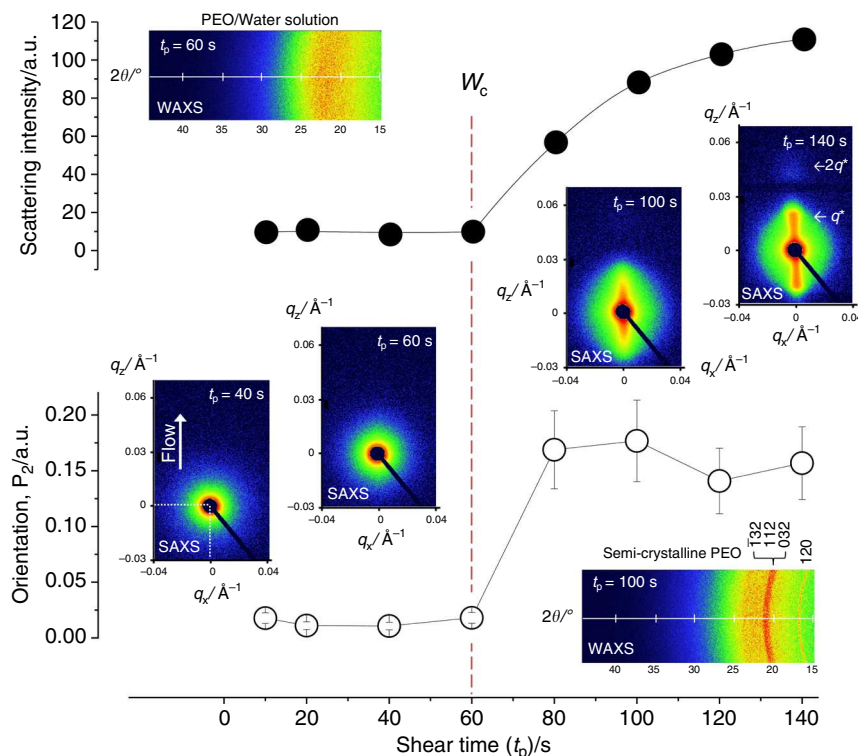 PEO/Water solution
tp = 60 s
2θ/°
WAXS
40 35 30 25 20 15
Scattering intensity/a.u.
120
100
80
60
40
20
0
Wc
qz/ Å−1
tp = 140 s
0.06
←2q*
0.03
← q*
0
−0.03
SAXS
−0.04 0 0.04
qx/ Å−1
qz/ Å−1
tp = 100 s
0.06
0.03
0
−0.03
SAXS
−0.04 0 0.04
qx/ Å−1
qz/ Å−1
tp = 60 s
0.06
0.03
0
−0.03
SAXS
−0.04 0 0.04
qx/ Å−1
qz/ Å−1
tp = 40 s
0.06
Flow
0.03
0
−0.03
SAXS
−0.04 0 0.04
qx/ Å−1
Orientation, P2/a.u.
0.20
0.15
0.10
0.05
0.00
1̄32
112
032
120
Semi-crystalline PEO
tp = 100 s
2θ/°
WAXS
40 35 30 25 20 15
0 20 40 60 80 100 120 140
Shear time (tp)/s